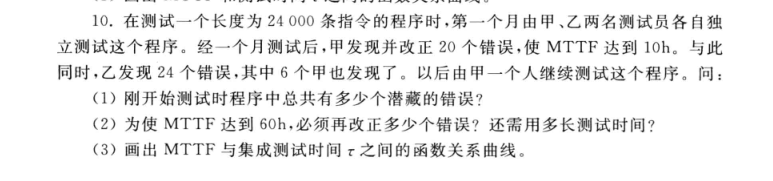 10. 在测试一个长度为 24 000 条指令的程序时,第一个月由甲、乙两名测试员各自独
立测试这个程序。经一个月测试后,甲发现并改正 20 个错误,使 MTTF 达到 10h。与此
同时,乙发现 24 个错误,其中 6 个甲也发现了。以后由甲一个人继续测试这个程序。问:
(1) 刚开始测试时程序中总共有多少个潜藏的错误?
(2) 为使 MTTF 达到 60h,必须再改正多少个错误? 还需用多长测试时间?
(3) 画出 MTTF 与集成测试时间 τ 之间的函数关系曲线。